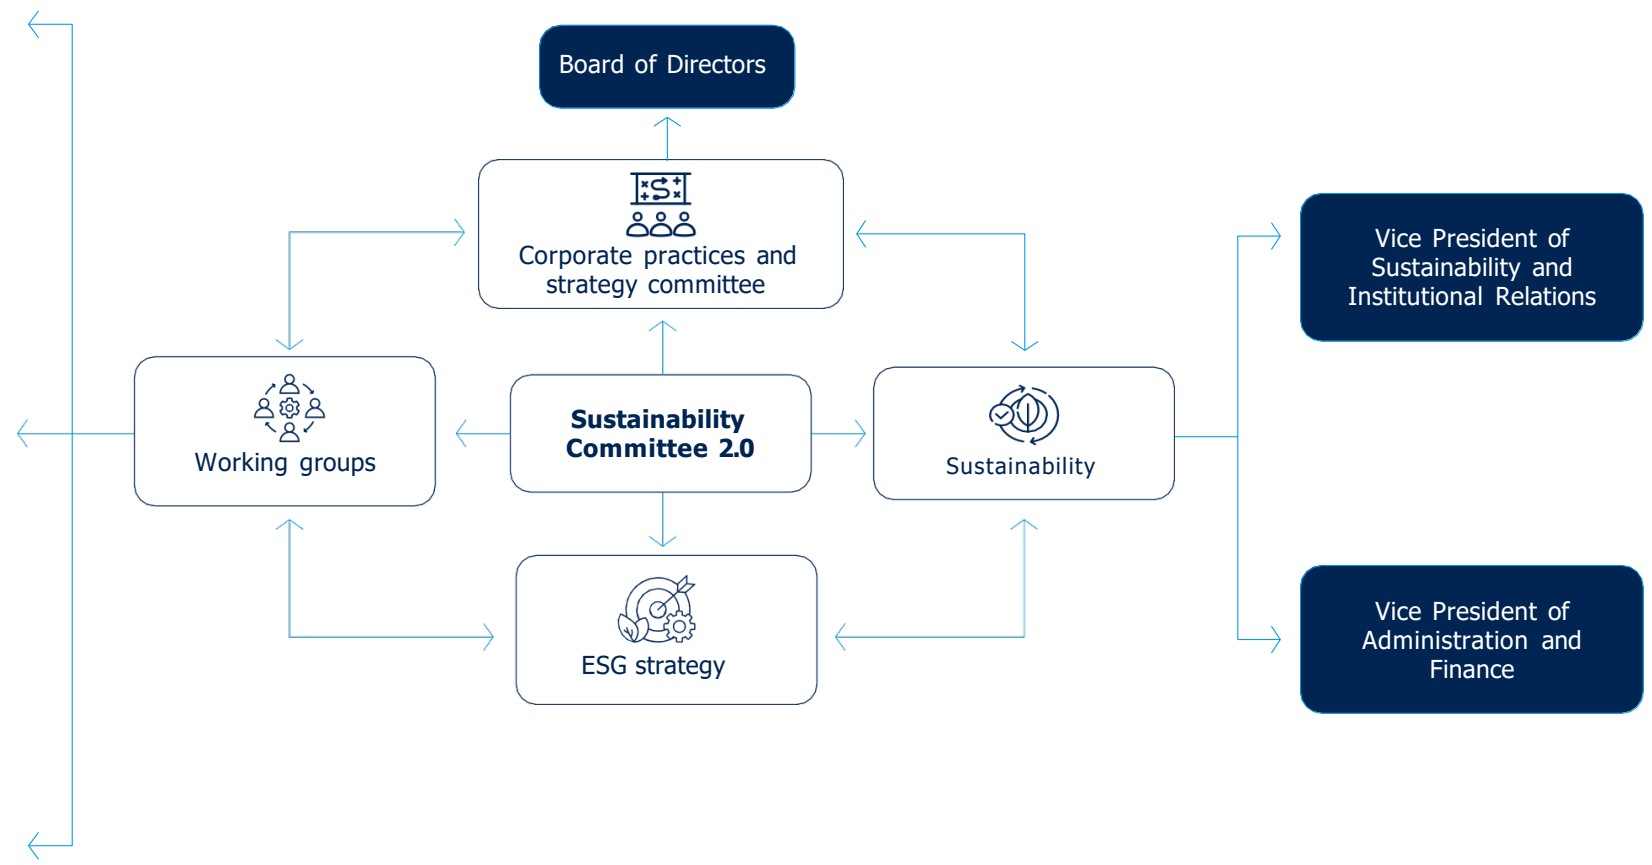 Board of Directors
Corporate practices and
strategy committee
Vice President of
Sustainability and
Institutional Relations
Working groups
Sustainability
Committee 2.0
Sustainability
ESG strategy
Vice President of
Administration and
Finance